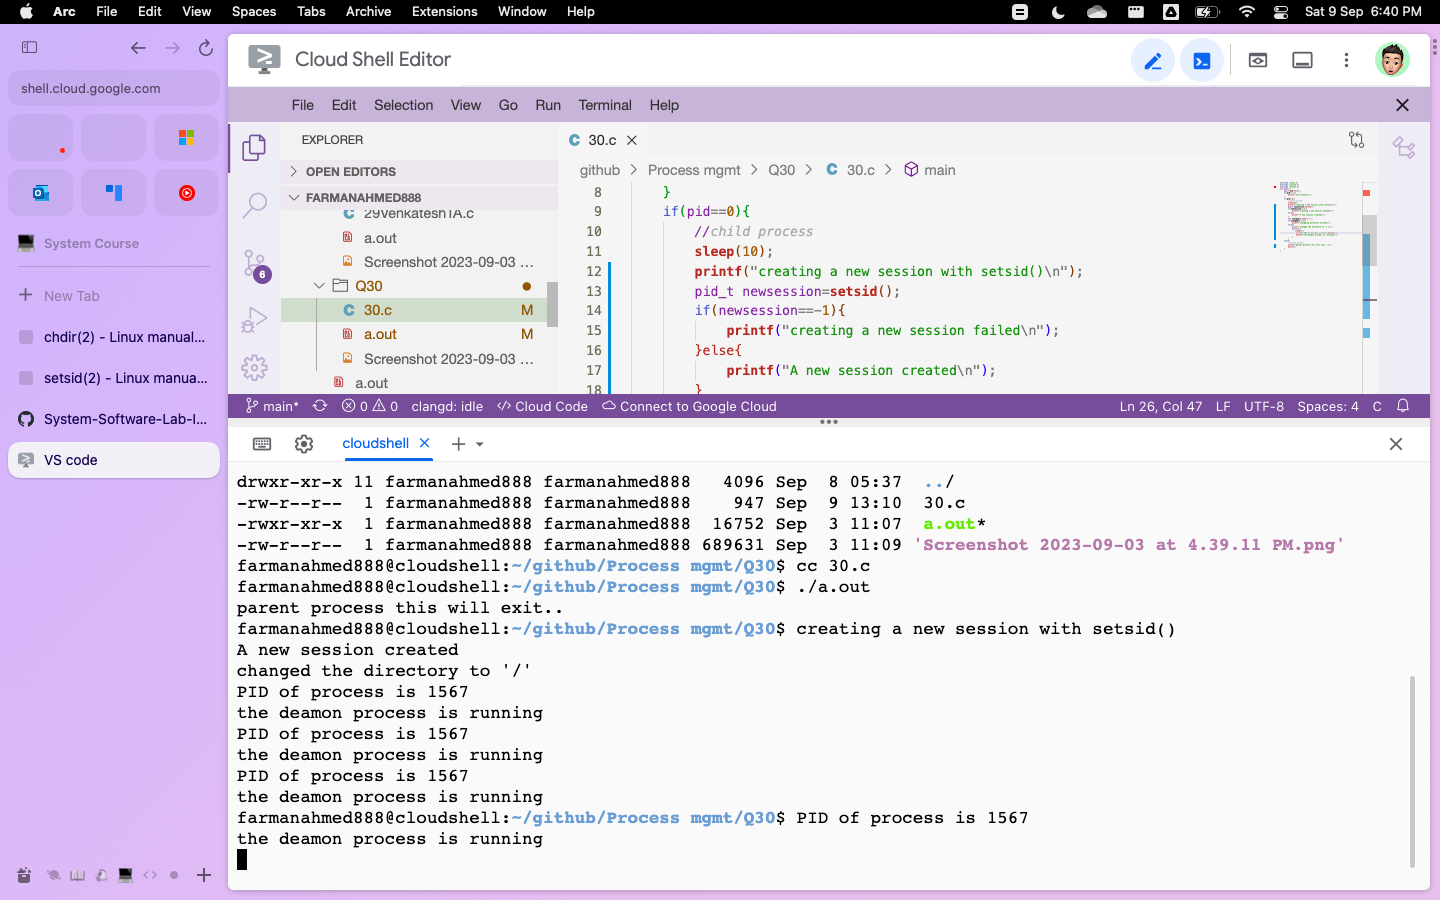 Arc File Edit View Spaces Tabs Archive Extensions Window Help Sat 9 Sep 6:40 PM
shell.cloud.google.com
System Course
New Tab
chdir(2) - Linux manual...
setsid(2) - Linux manua...
System-Software-Lab-I...
VS code
Cloud Shell Editor
File Edit Selection View Go Run Terminal Help
EXPLORER
OPEN EDITORS
FARMANAHMED888
29VenkateshTA.c
a.out
Screenshot 2023-09-03 ...
Q30
30.c M
a.out M
Screenshot 2023-09-03 ...
a.out
6
30.c
github > Process mgmt > Q30 > C 30.c > main
8 }
9 if(pid==0){
10 //child process
11 sleep(10);
12 printf("creating a new session with setsid()\n");
13 pid_t newsession=setsid();
14 if(newsession==-1){
15 printf("creating a new session failed\n");
16 }else{
17 printf("A new session created\n");
18 }
main* 0 0 clangd: idle Cloud Code Connect to Google Cloud Ln 26, Col 47 LF UTF-8 Spaces: 4 C
cloudshell
drwxr-xr-x 11 farmanahmed888 farmanahmed888 4096 Sep 8 05:37 ../
-rw-r--r-- 1 farmanahmed888 farmanahmed888 947 Sep 9 13:10 30.c
-rwxr-xr-x 1 farmanahmed888 farmanahmed888 16752 Sep 3 11:07 a.out*
-rw-r--r-- 1 farmanahmed888 farmanahmed888 689631 Sep 3 11:09 'Screenshot 2023-09-03 at 4.39.11 PM.png'
farmanahmed888@cloudshell:~/github/Process mgmt/Q30$ cc 30.c
farmanahmed888@cloudshell:~/github/Process mgmt/Q30$ ./a.out
parent process this will exit..
farmanahmed888@cloudshell:~/github/Process mgmt/Q30$ creating a new session with setsid()
A new session created
changed the directory to '/'
PID of process is 1567
the deamon process is running
PID of process is 1567
the deamon process is running
PID of process is 1567
the deamon process is running
farmanahmed888@cloudshell:~/github/Process mgmt/Q30$ PID of process is 1567
the deamon process is running